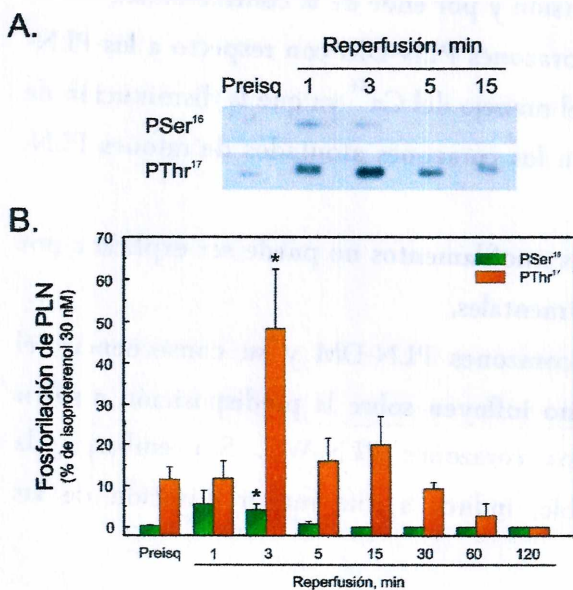 A.
Reperfusión, min
Preisq 1 3 5 15
PSer¹⁶
PThr¹⁷
B.
Fosforilación de PLN
(% de isoproterenol 30 nM)
70
60
50
40
30
20
10
0
PSer¹⁶
PThr¹⁷
*
*
Preisq 1 3 5 15 30 60 120
Reperfusión, min